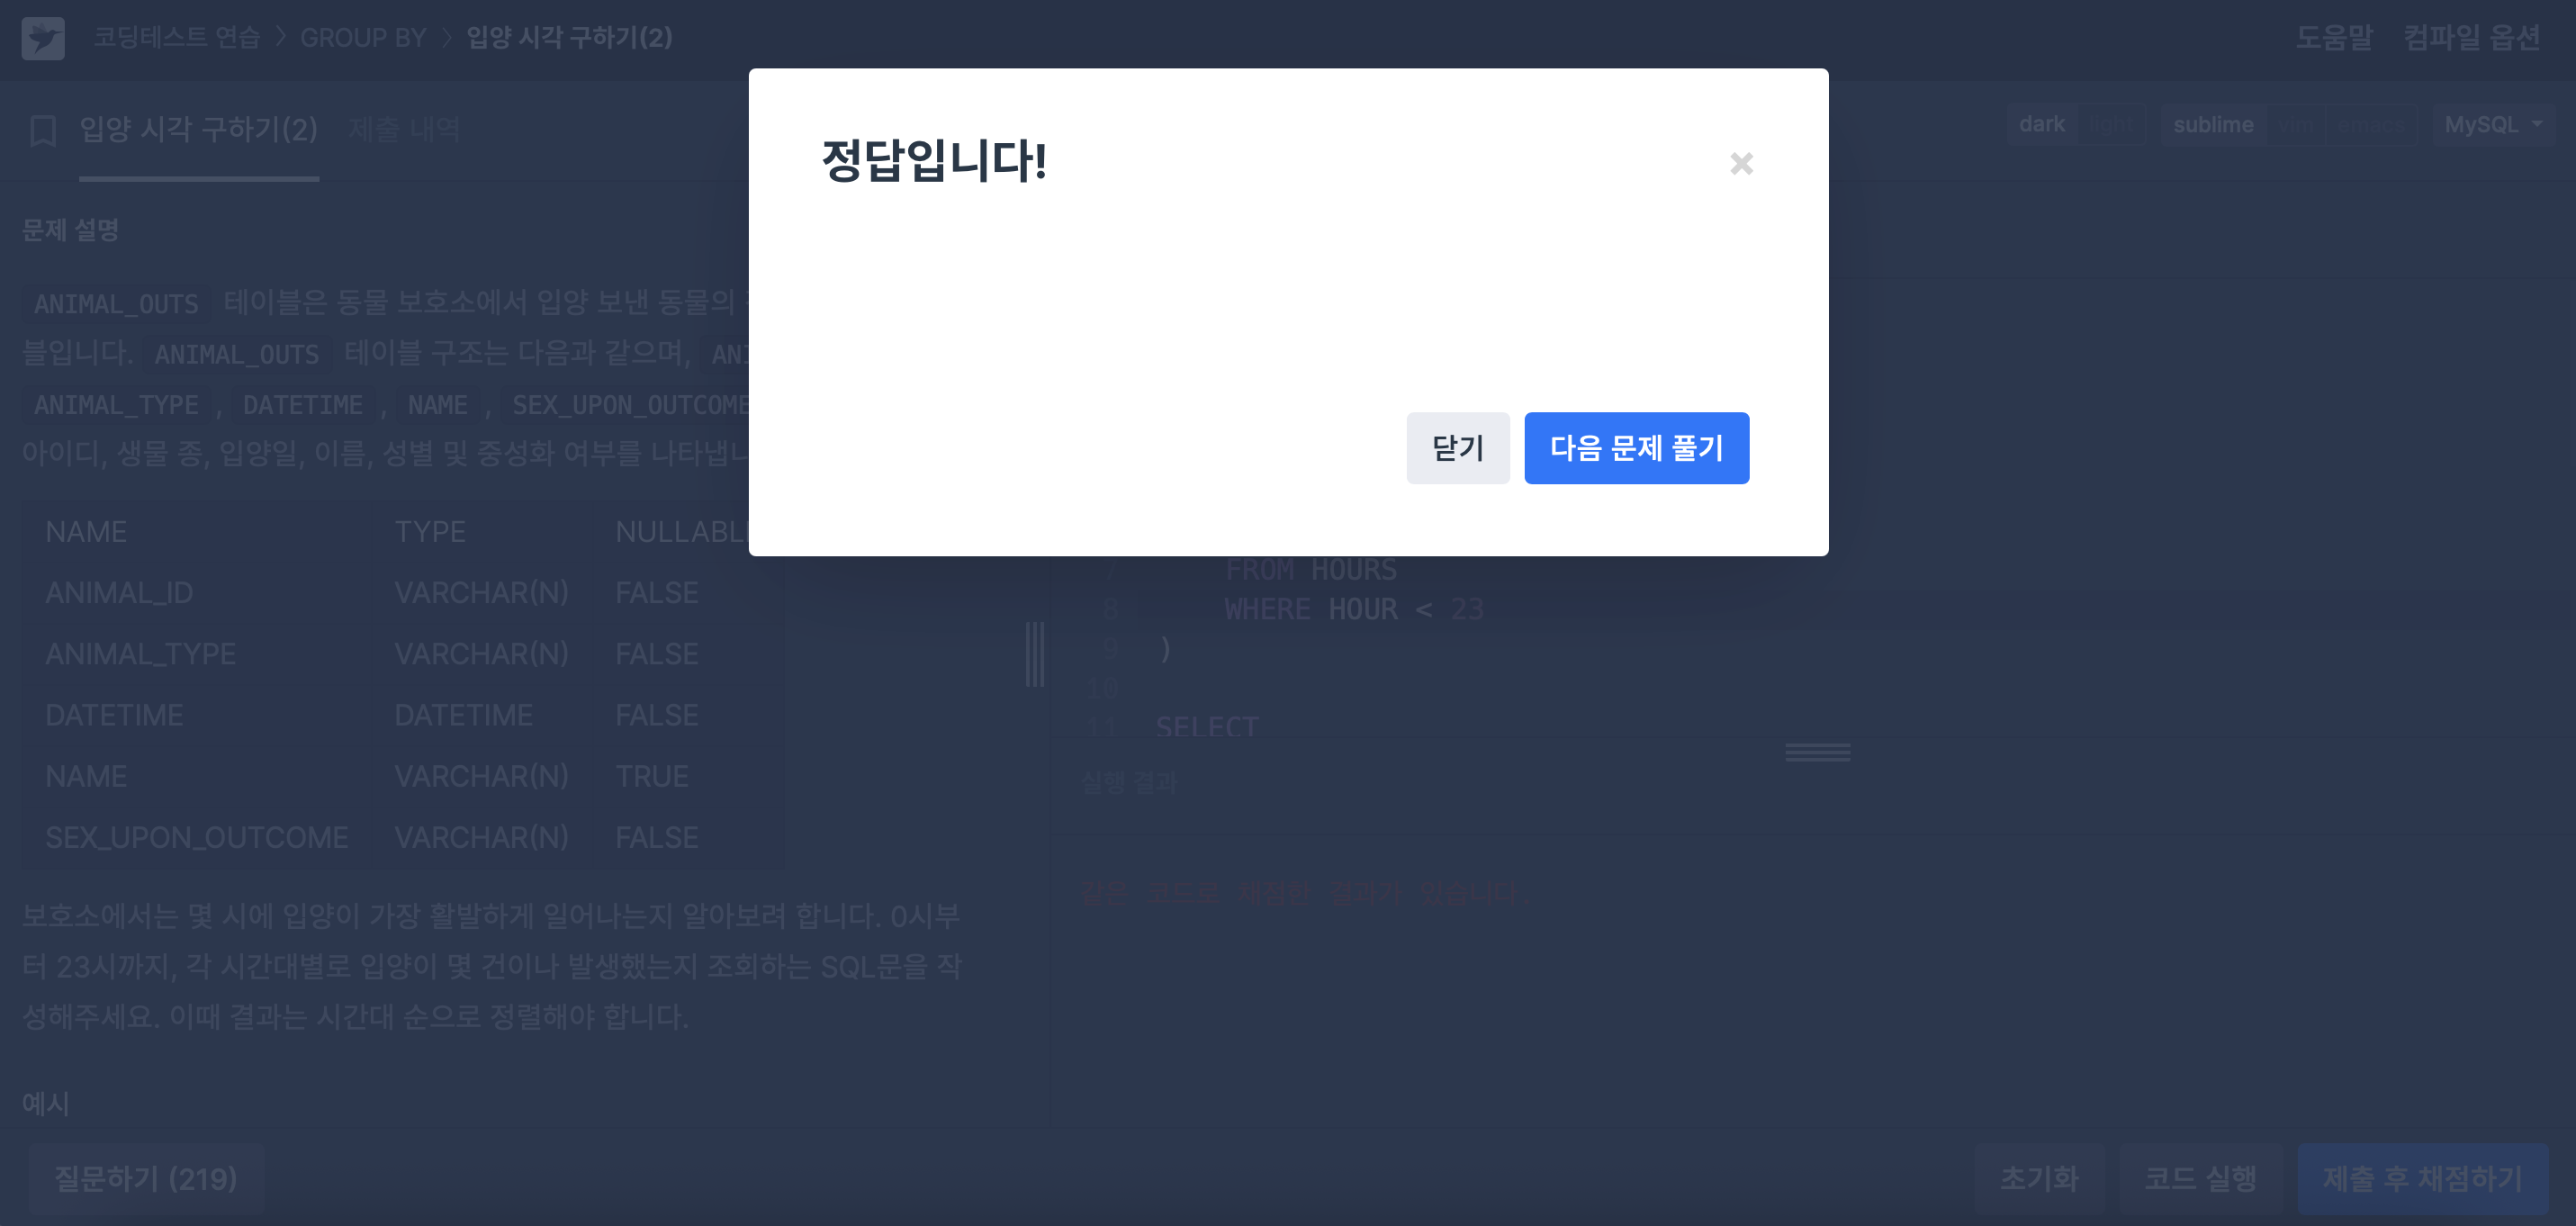 코딩테스트 연습 > GROUP BY > 입양 시각 구하기(2)
도움말 컴파일 옵션
입양 시각 구하기(2) 제출 내역
dark light sublime vim emacs MySQL
정답입니다!
×
닫기 다음 문제 풀기
문제 설명
ANIMAL_OUTS 테이블은 동물 보호소에서 입양 보낸 동물의
블입니다. ANIMAL_OUTS 테이블 구조는 다음과 같으며,
ANIMAL_TYPE , DATETIME , NAME , SEX_UPON_OUTCOME
아이디, 생물 종, 입양일, 이름, 성별 및 중성화 여부를
NAME TYPE NULLABLE
ANIMAL_ID VARCHAR(N) FALSE
ANIMAL_TYPE VARCHAR(N) FALSE
DATETIME DATETIME FALSE
NAME VARCHAR(N) TRUE
SEX_UPON_OUTCOME VARCHAR(N) FALSE
보호소에서는 몇 시에 입양이 가장 활발하게 일어나는지 알아보려 합니다. 0시부
터 23시까지, 각 시간대별로 입양이 몇 건이나 발생했는지 조회하는 SQL문을 작
성해주세요. 이때 결과는 시간대 순으로 정렬해야 합니다.
예시
7 FROM HOURS
8 WHERE HOUR < 23
9 )
10
11 SELECT
실행 결과
같은 코드로 채점한 결과가 있습니다.
질문하기 (219)
초기화 코드 실행 제출 후 채점하기